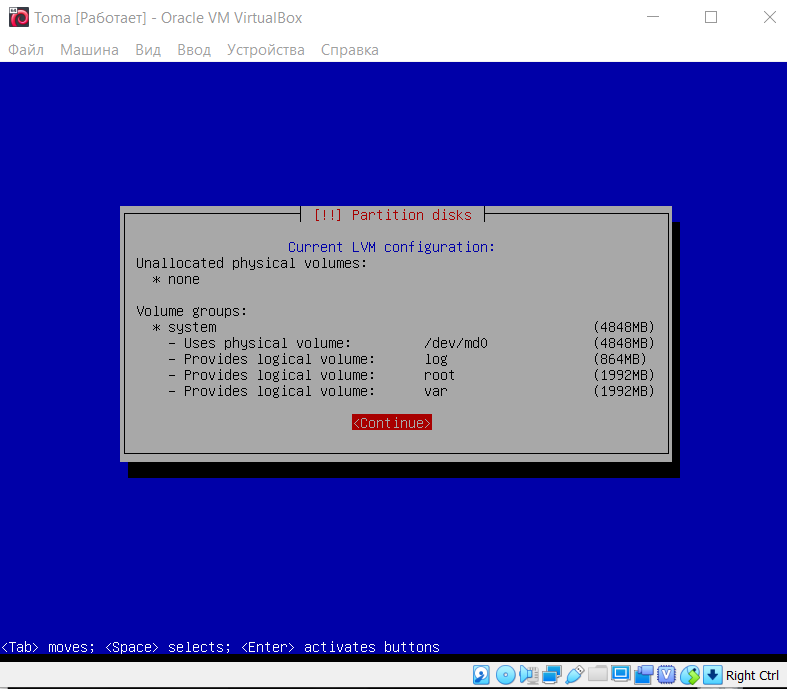 Toma [Работает] - Oracle VM VirtualBox
Файл Машина Вид Ввод Устройства Справка
[!!] Partition disks
Current LVM configuration:
Unallocated physical volumes:
* none
Volume groups:
* system (4848MB)
- Uses physical volume: /dev/md0 (4848MB)
- Provides logical volume: log (864MB)
- Provides logical volume: root (1992MB)
- Provides logical volume: var (1992MB)
<Continue>
<Tab> moves; <Space> selects; <Enter> activates buttons
Right Ctrl